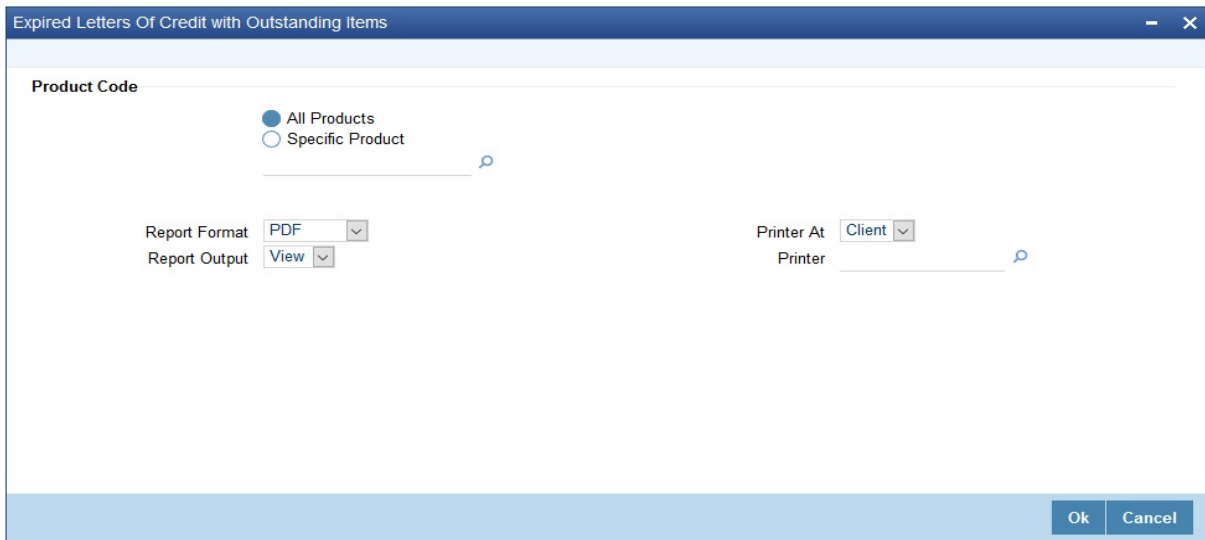 Expired Letters Of Credit with Outstanding Items
Product Code
All Products
Specific Product
Report Format PDF Printer At Client
Report Output View Printer
Ok Cancel